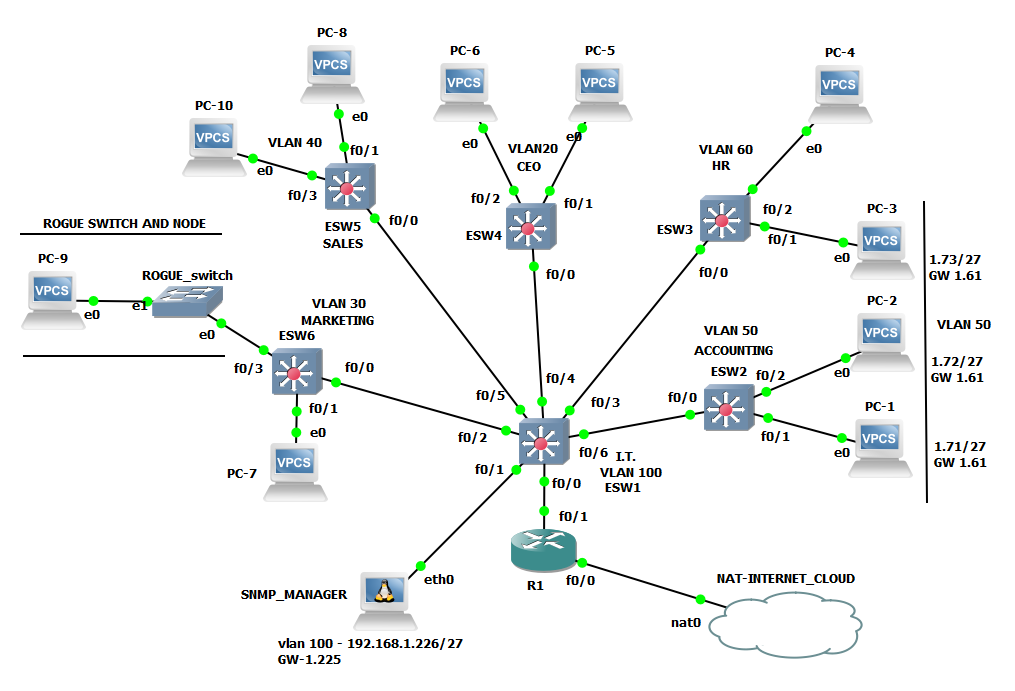 PC-8
VPCS
e0
f0/1
PC-10
VPCS
e0
VLAN 40
f0/3
ESW5
SALES
f0/0
PC-6
VPCS
e0
PC-5
VPCS
e0
VLAN20
CEO
f0/2
f0/1
ESW4
f0/0
PC-4
VPCS
e0
VLAN 60
HR
ESW3
f0/2
f0/1
f0/0
PC-3
VPCS
e0
1.73/27
GW 1.61
PC-2
VPCS
e0
VLAN 50
1.72/27
GW 1.61
PC-1
VPCS
e0
1.71/27
GW 1.61
VLAN 50
ACCOUNTING
ESW2
f0/2
f0/0
f0/1
ROGUE SWITCH AND NODE
PC-9
VPCS
e0
ROGUE_switch
e1
e0
VLAN 30
MARKETING
ESW6
f0/3
f0/0
f0/1
e0
PC-7
VPCS
f0/5
f0/4
f0/3
f0/2
f0/6
f0/1
f0/0
I.T.
VLAN 100
ESW1
f0/1
R1
f0/0
eth0
SNMP_MANAGER
vlan 100 - 192.168.1.226/27
GW-1.225
NAT-INTERNET_CLOUD
nat0